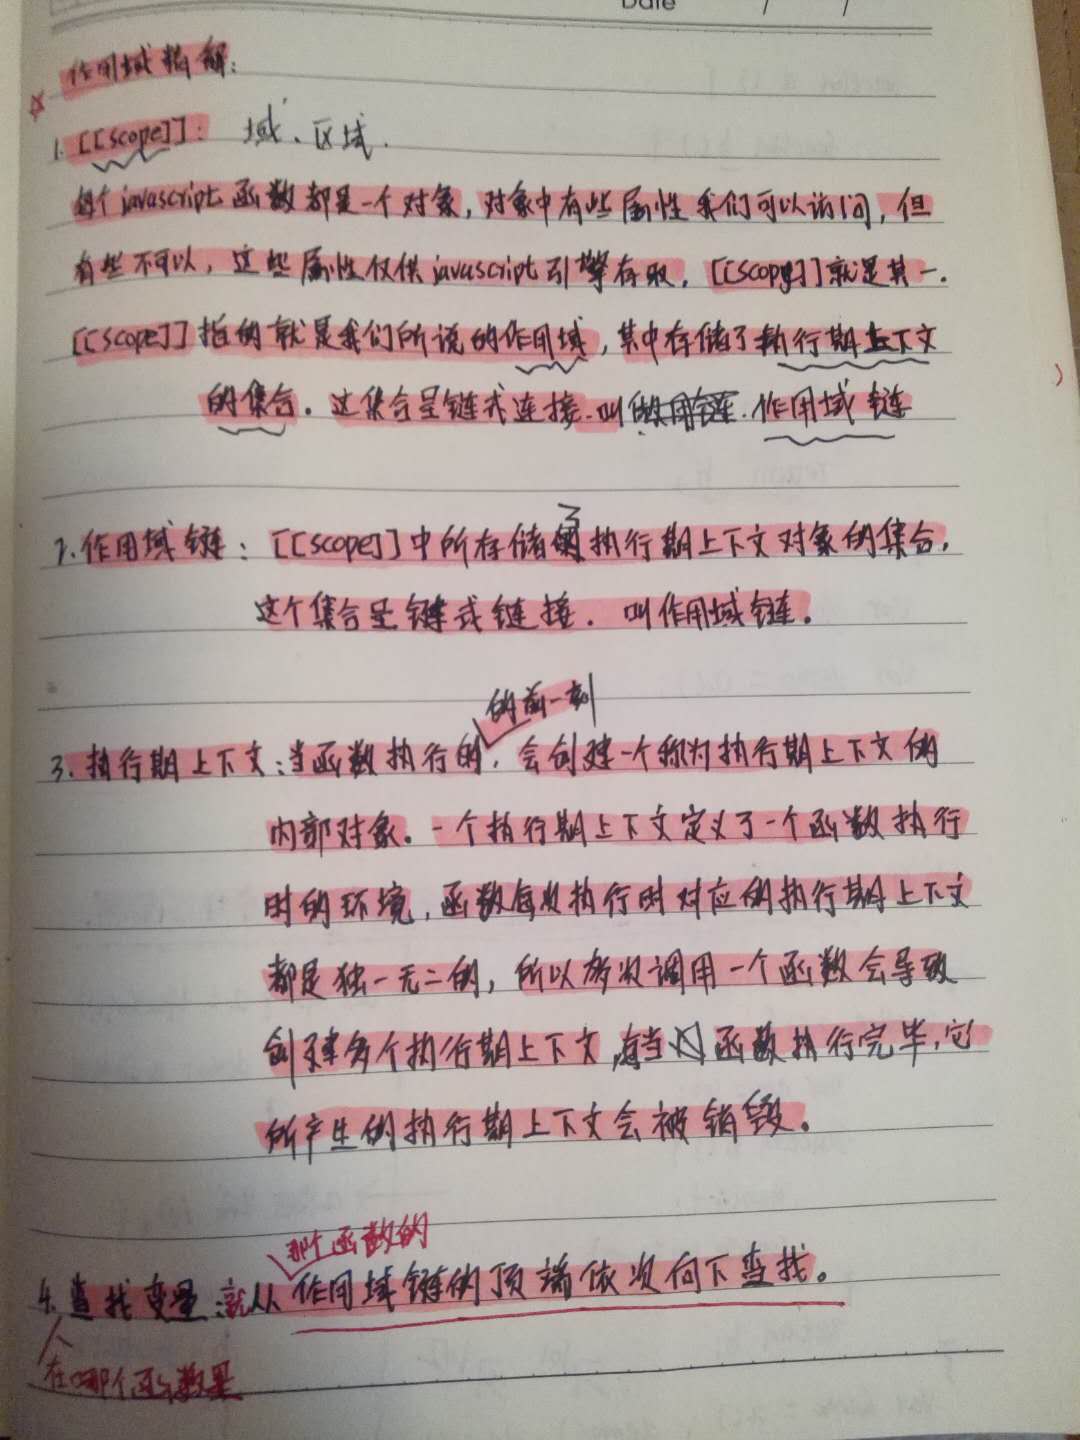 Date / /
作用域精解:
☆
1. [[scope]]: 域、区域.
每个javascript函数都是一个对象，对象中有些属性我们可以访问，但
有些不可以，这些属性仅供javascript引擎存取，[[scope]]就是其一.
[[scope]]指的就是我们所说的作用域，其中存储了执行期上下文
的集合。这集合呈链式连接.叫作用域链
2.作用域链: [[scope]]中所存储了执行期上下文对象的集合,
这个集合呈链式链接. 叫作用域链。
的前一刻
3.执行期上下文:当函数执行的，会创建一个称为执行期上下文的
内部对象。一个执行期上下文定义了一个函数执行
时的环境，函数每次执行时对应的执行期上下文
都是独一无二的，所以多次调用一个函数会导致
创建多个执行期上下文,当函数执行完毕,它
所产生的执行期上下文会被销毁。
那个函数的
4.查找变量:就从作用域链的顶端依次向下查找。
在哪个函数里